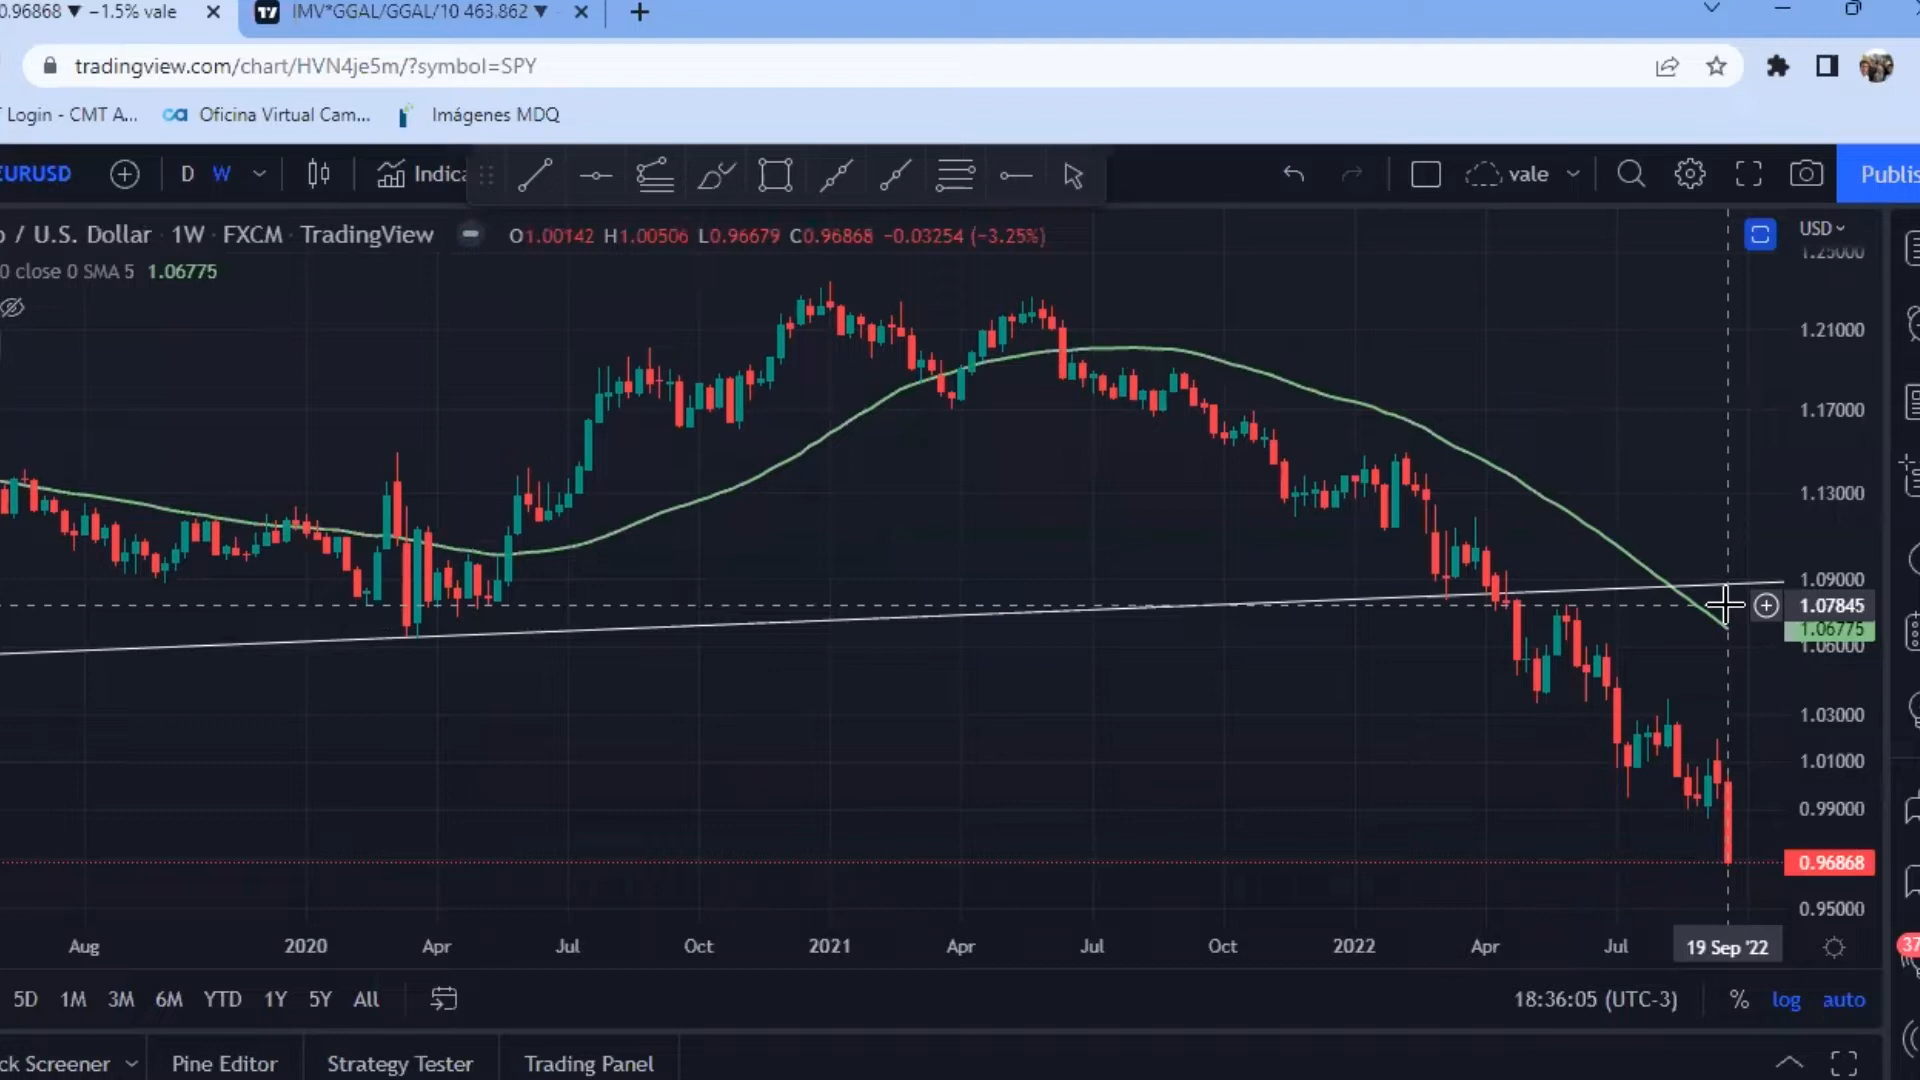 0.96868 ▼ −1.5% vale
IMV*GGAL/GGAL/10 463.862 ▼
tradingview.com/chart/HVN4je5m/?symbol=SPY
Login - CMT A...
Oficina Virtual Cam...
Imágenes MDQ
EURUSD
D W
Indica
vale
Publis
/ U.S. Dollar 1W · FXCM · TradingView
O1.00142 H1.00506 L0.96679 C0.96868 −0.03254 (−3.25%)
USD
0 close 0 SMA 5 1.06775
1.25000
1.21000
1.17000
1.13000
1.09000
1.07845
1.06775
1.06000
1.03000
1.01000
0.99000
0.96868
0.95000
Aug 2020 Apr Jul Oct 2021 Apr Jul Oct 2022 Apr Jul 19 Sep '22
37
5D 1M 3M 6M YTD 1Y 5Y All
18:36:05 (UTC-3) % log auto
ck Screener
Pine Editor
Strategy Tester
Trading Panel